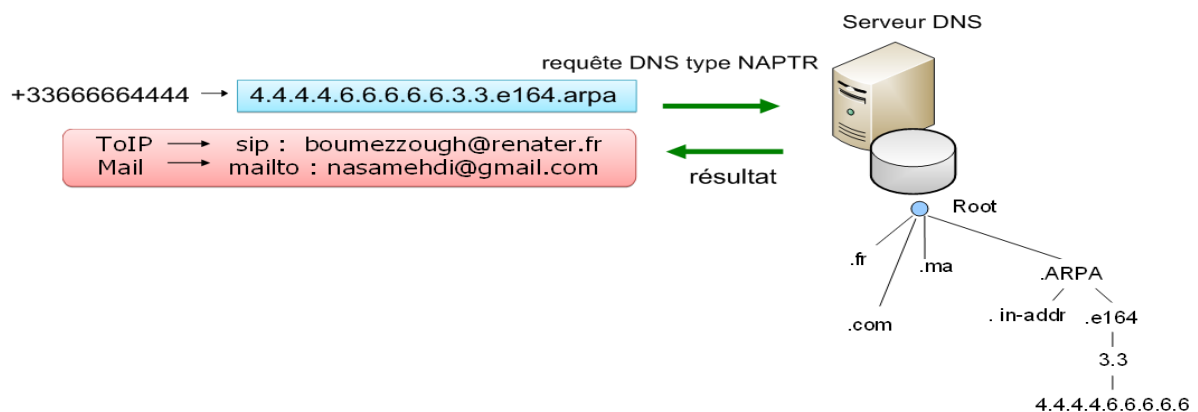 Serveur DNS
requête DNS type NAPTR
+33666664444
4.4.4.4.6.6.6.6.6.3.3.e164.arpa
ToIP sip : boumezzough@renater.fr
Mail mailto : nasamehdi@gmail.com
résultat
Root
.fr
.ma
.ARPA
.com
. in-addr
.e164
3.3
4.4.4.4.6.6.6.6.6